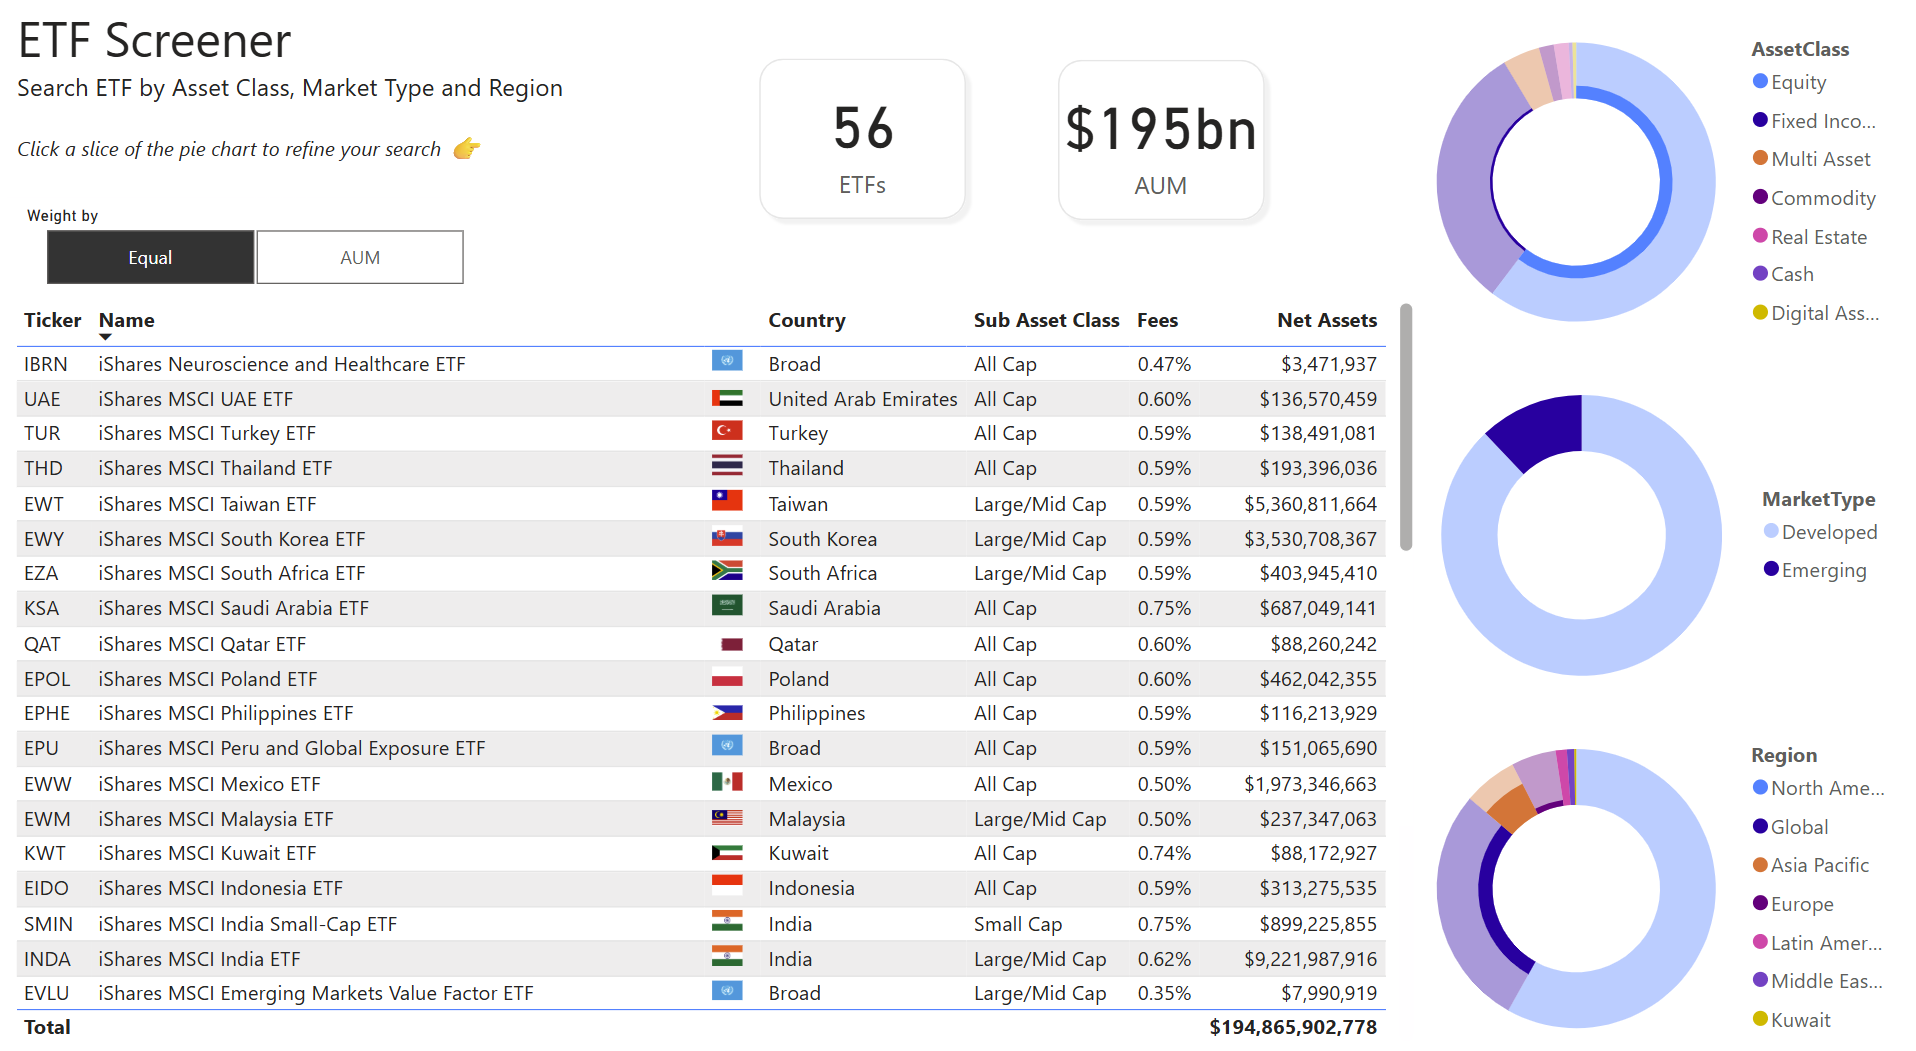 ETF Screener
Search ETF by Asset Class, Market Type and Region
Click a slice of the pie chart to refine your search
Weight by
Equal AUM
56
ETFs
$195bn
AUM
Ticker Name Country Sub Asset Class Fees Net Assets
IBRN iShares Neuroscience and Healthcare ETF Broad All Cap 0.47% $3,471,937
UAE iShares MSCI UAE ETF United Arab Emirates All Cap 0.60% $136,570,459
TUR iShares MSCI Turkey ETF Turkey All Cap 0.59% $138,491,081
THD iShares MSCI Thailand ETF Thailand All Cap 0.59% $193,396,036
EWT iShares MSCI Taiwan ETF Taiwan Large/Mid Cap 0.59% $5,360,811,664
EWY iShares MSCI South Korea ETF South Korea Large/Mid Cap 0.59% $3,530,708,367
EZA iShares MSCI South Africa ETF South Africa Large/Mid Cap 0.59% $403,945,410
KSA iShares MSCI Saudi Arabia ETF Saudi Arabia All Cap 0.75% $687,049,141
QAT iShares MSCI Qatar ETF Qatar All Cap 0.60% $88,260,242
EPOL iShares MSCI Poland ETF Poland All Cap 0.60% $462,042,355
EPHE iShares MSCI Philippines ETF Philippines All Cap 0.59% $116,213,929
EPU iShares MSCI Peru and Global Exposure ETF Broad All Cap 0.59% $151,065,690
EWW iShares MSCI Mexico ETF Mexico All Cap 0.50% $1,973,346,663
EWM iShares MSCI Malaysia ETF Malaysia Large/Mid Cap 0.50% $237,347,063
KWT iShares MSCI Kuwait ETF Kuwait All Cap 0.74% $88,172,927
EIDO iShares MSCI Indonesia ETF Indonesia All Cap 0.59% $313,275,535
SMIN iShares MSCI India Small-Cap ETF India Small Cap 0.75% $899,225,855
INDA iShares MSCI India ETF India Large/Mid Cap 0.62% $9,221,987,916
EVLU iShares MSCI Emerging Markets Value Factor ETF Broad Large/Mid Cap 0.35% $7,990,919
Total $194,865,902,778
AssetClass
Equity
Fixed Inco...
Multi Asset
Commodity
Real Estate
Cash
Digital Ass...
MarketType
Developed
Emerging
Region
North Ame...
Global
Asia Pacific
Europe
Latin Amer...
Middle Eas...
Kuwait